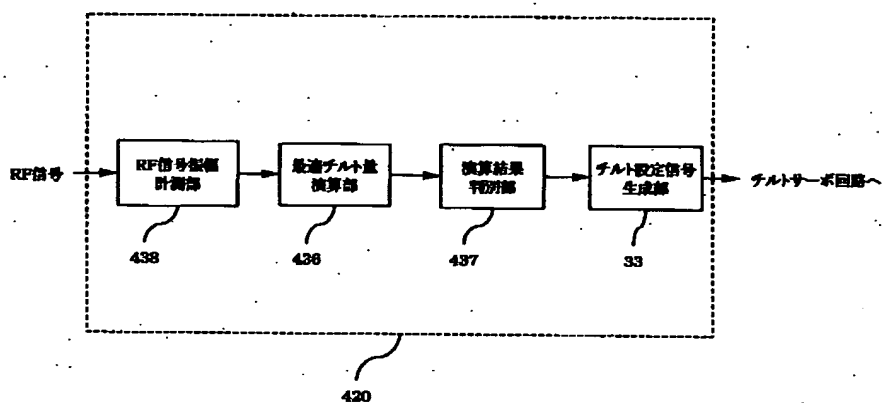 RF信号
RF信号振幅
計測部
最適チルト量
演算部
演算結果
判別部
チルト設定信号
生成部
チルトサーボ回路へ
438
436
437
33
420